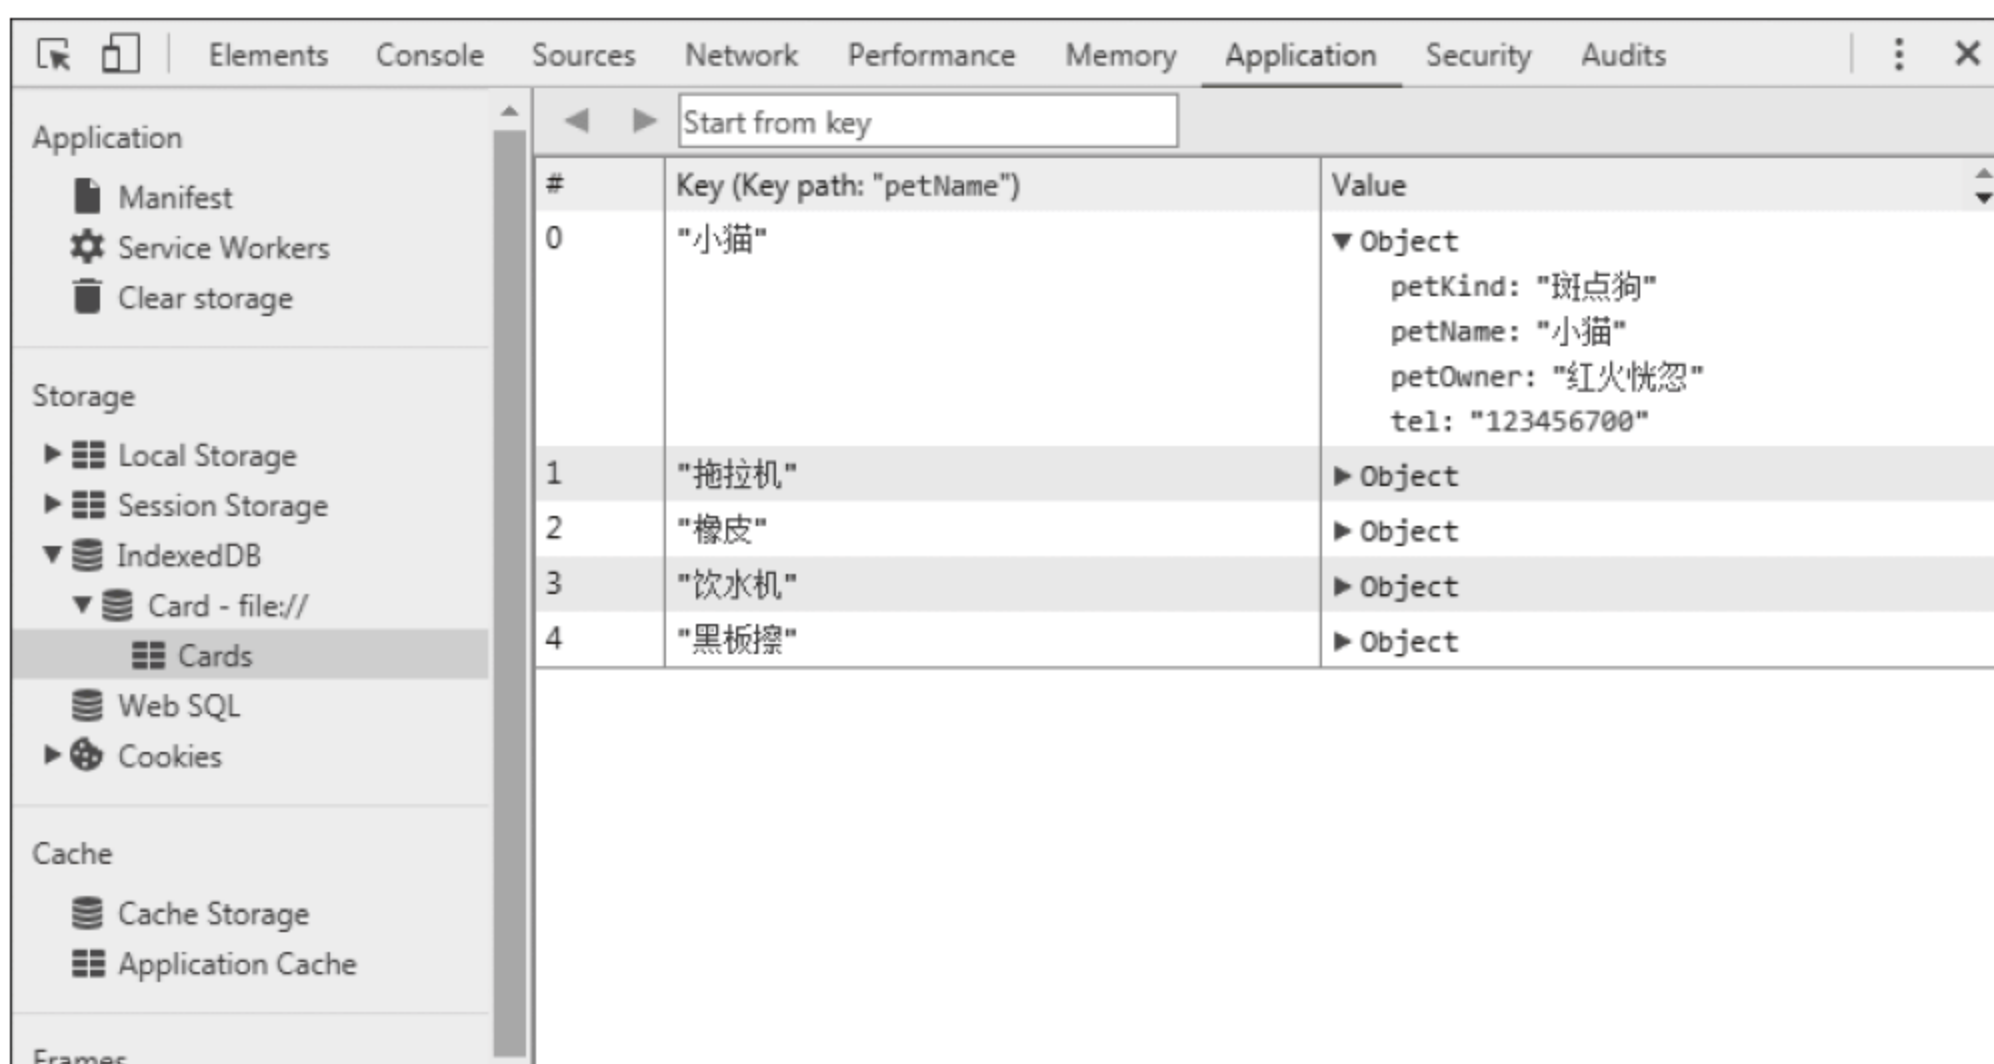 Elements Console Sources Network Performance Memory Application Security Audits
Application
Manifest
Service Workers
Clear storage
Storage
Local Storage
Session Storage
IndexedDB
Card - file://
Cards
Web SQL
Cookies
Cache
Cache Storage
Application Cache
Frames
Start from key
# Key (Key path: "petName") Value
0 "小猫" Object
petKind: "斑点狗"
petName: "小猫"
petOwner: "红火恍忽"
tel: "123456700"
1 "拖拉机" Object
2 "橡皮" Object
3 "饮水机" Object
4 "黑板擦" Object